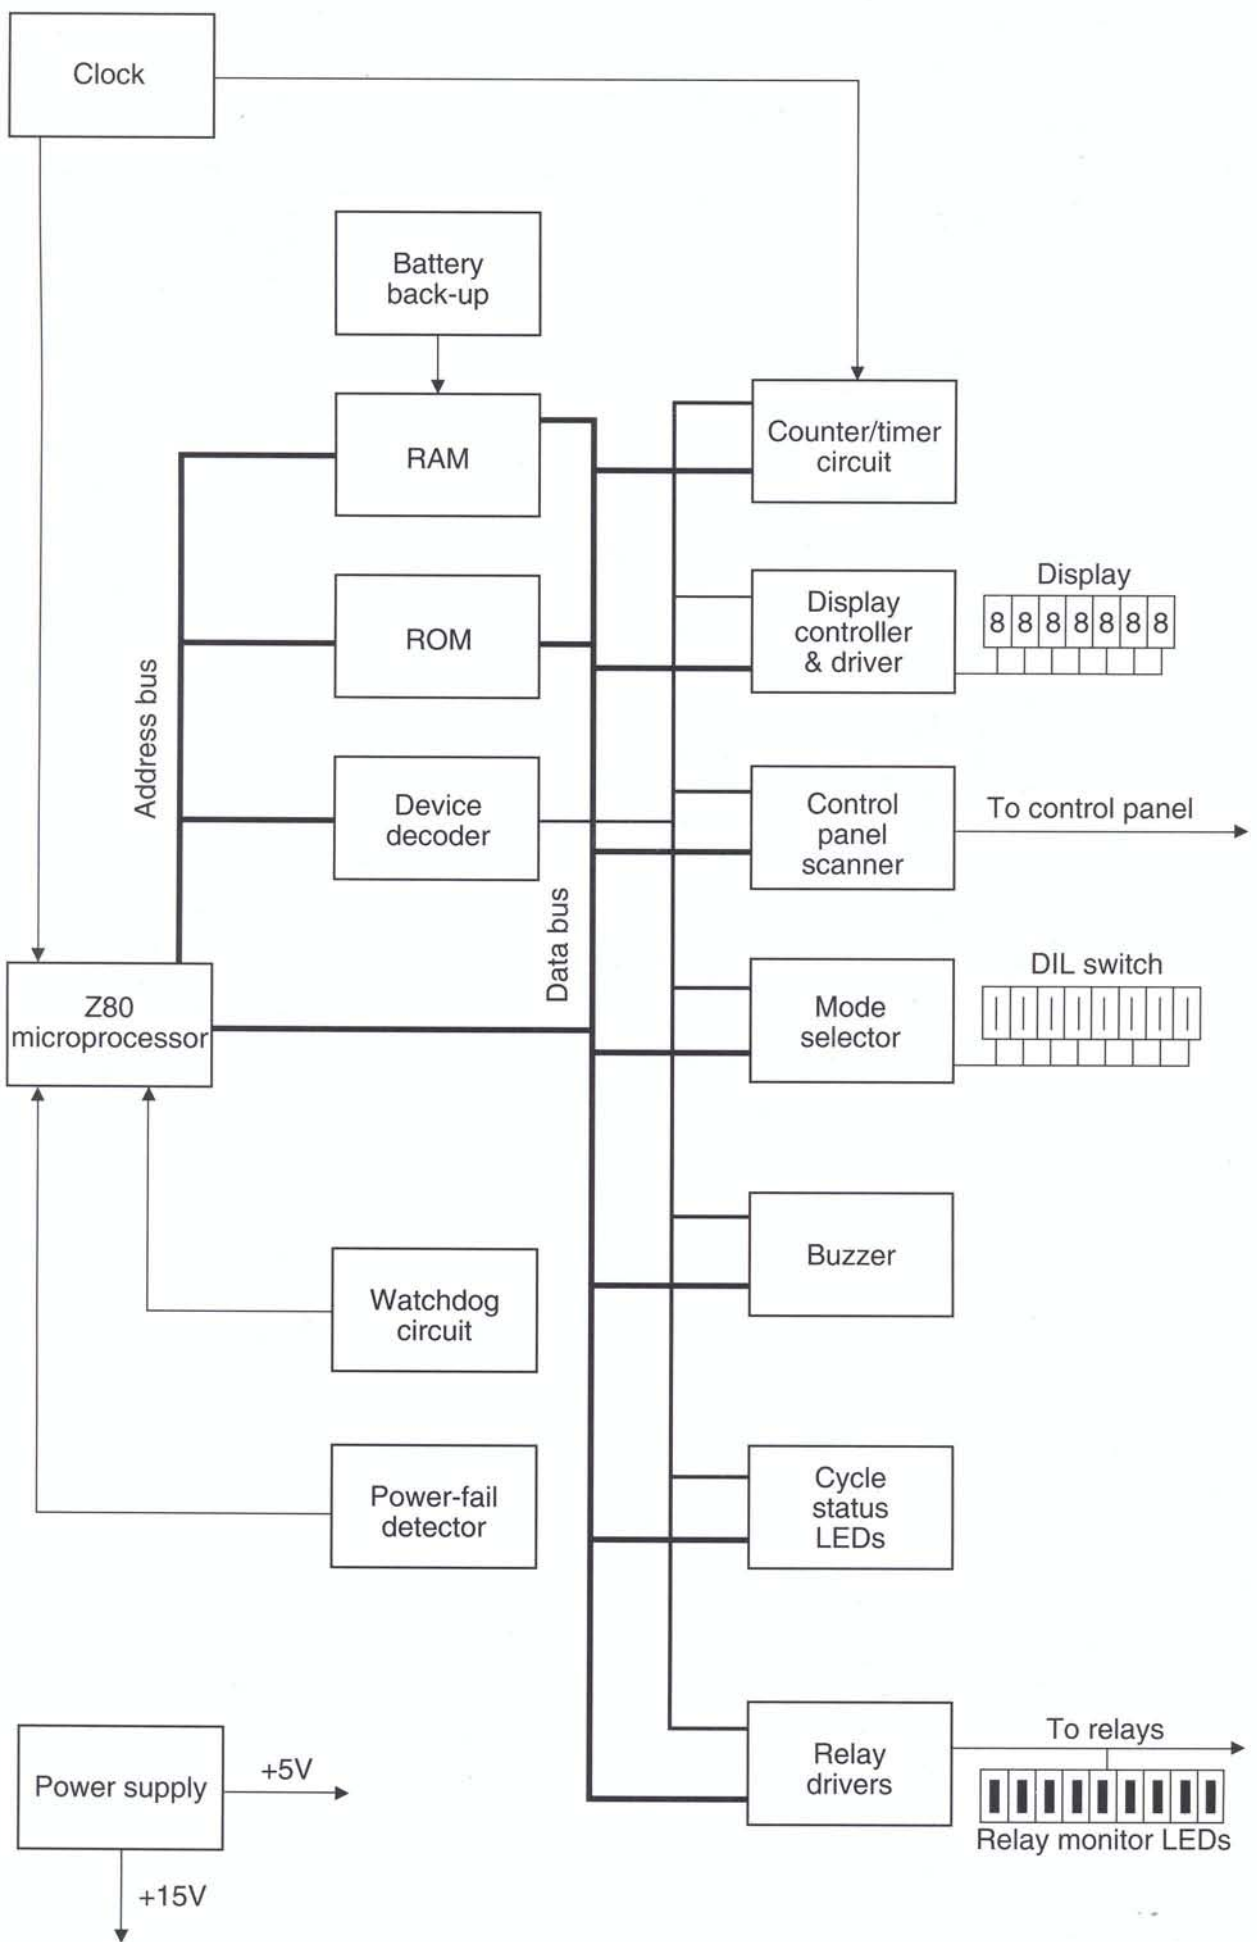 Clock
Battery
back-up
RAM
Counter/timer
circuit
ROM
Display
controller
& driver
Display
8 8 8 8 8 8 8
Address bus
Device
decoder
Control
panel
scanner
To control panel
Data bus
Z80
microprocessor
Mode
selector
DIL switch
Buzzer
Watchdog
circuit
Power-fail
detector
Cycle
status
LEDs
Power supply
+5V
+15V
Relay
drivers
To relays
Relay monitor LEDs